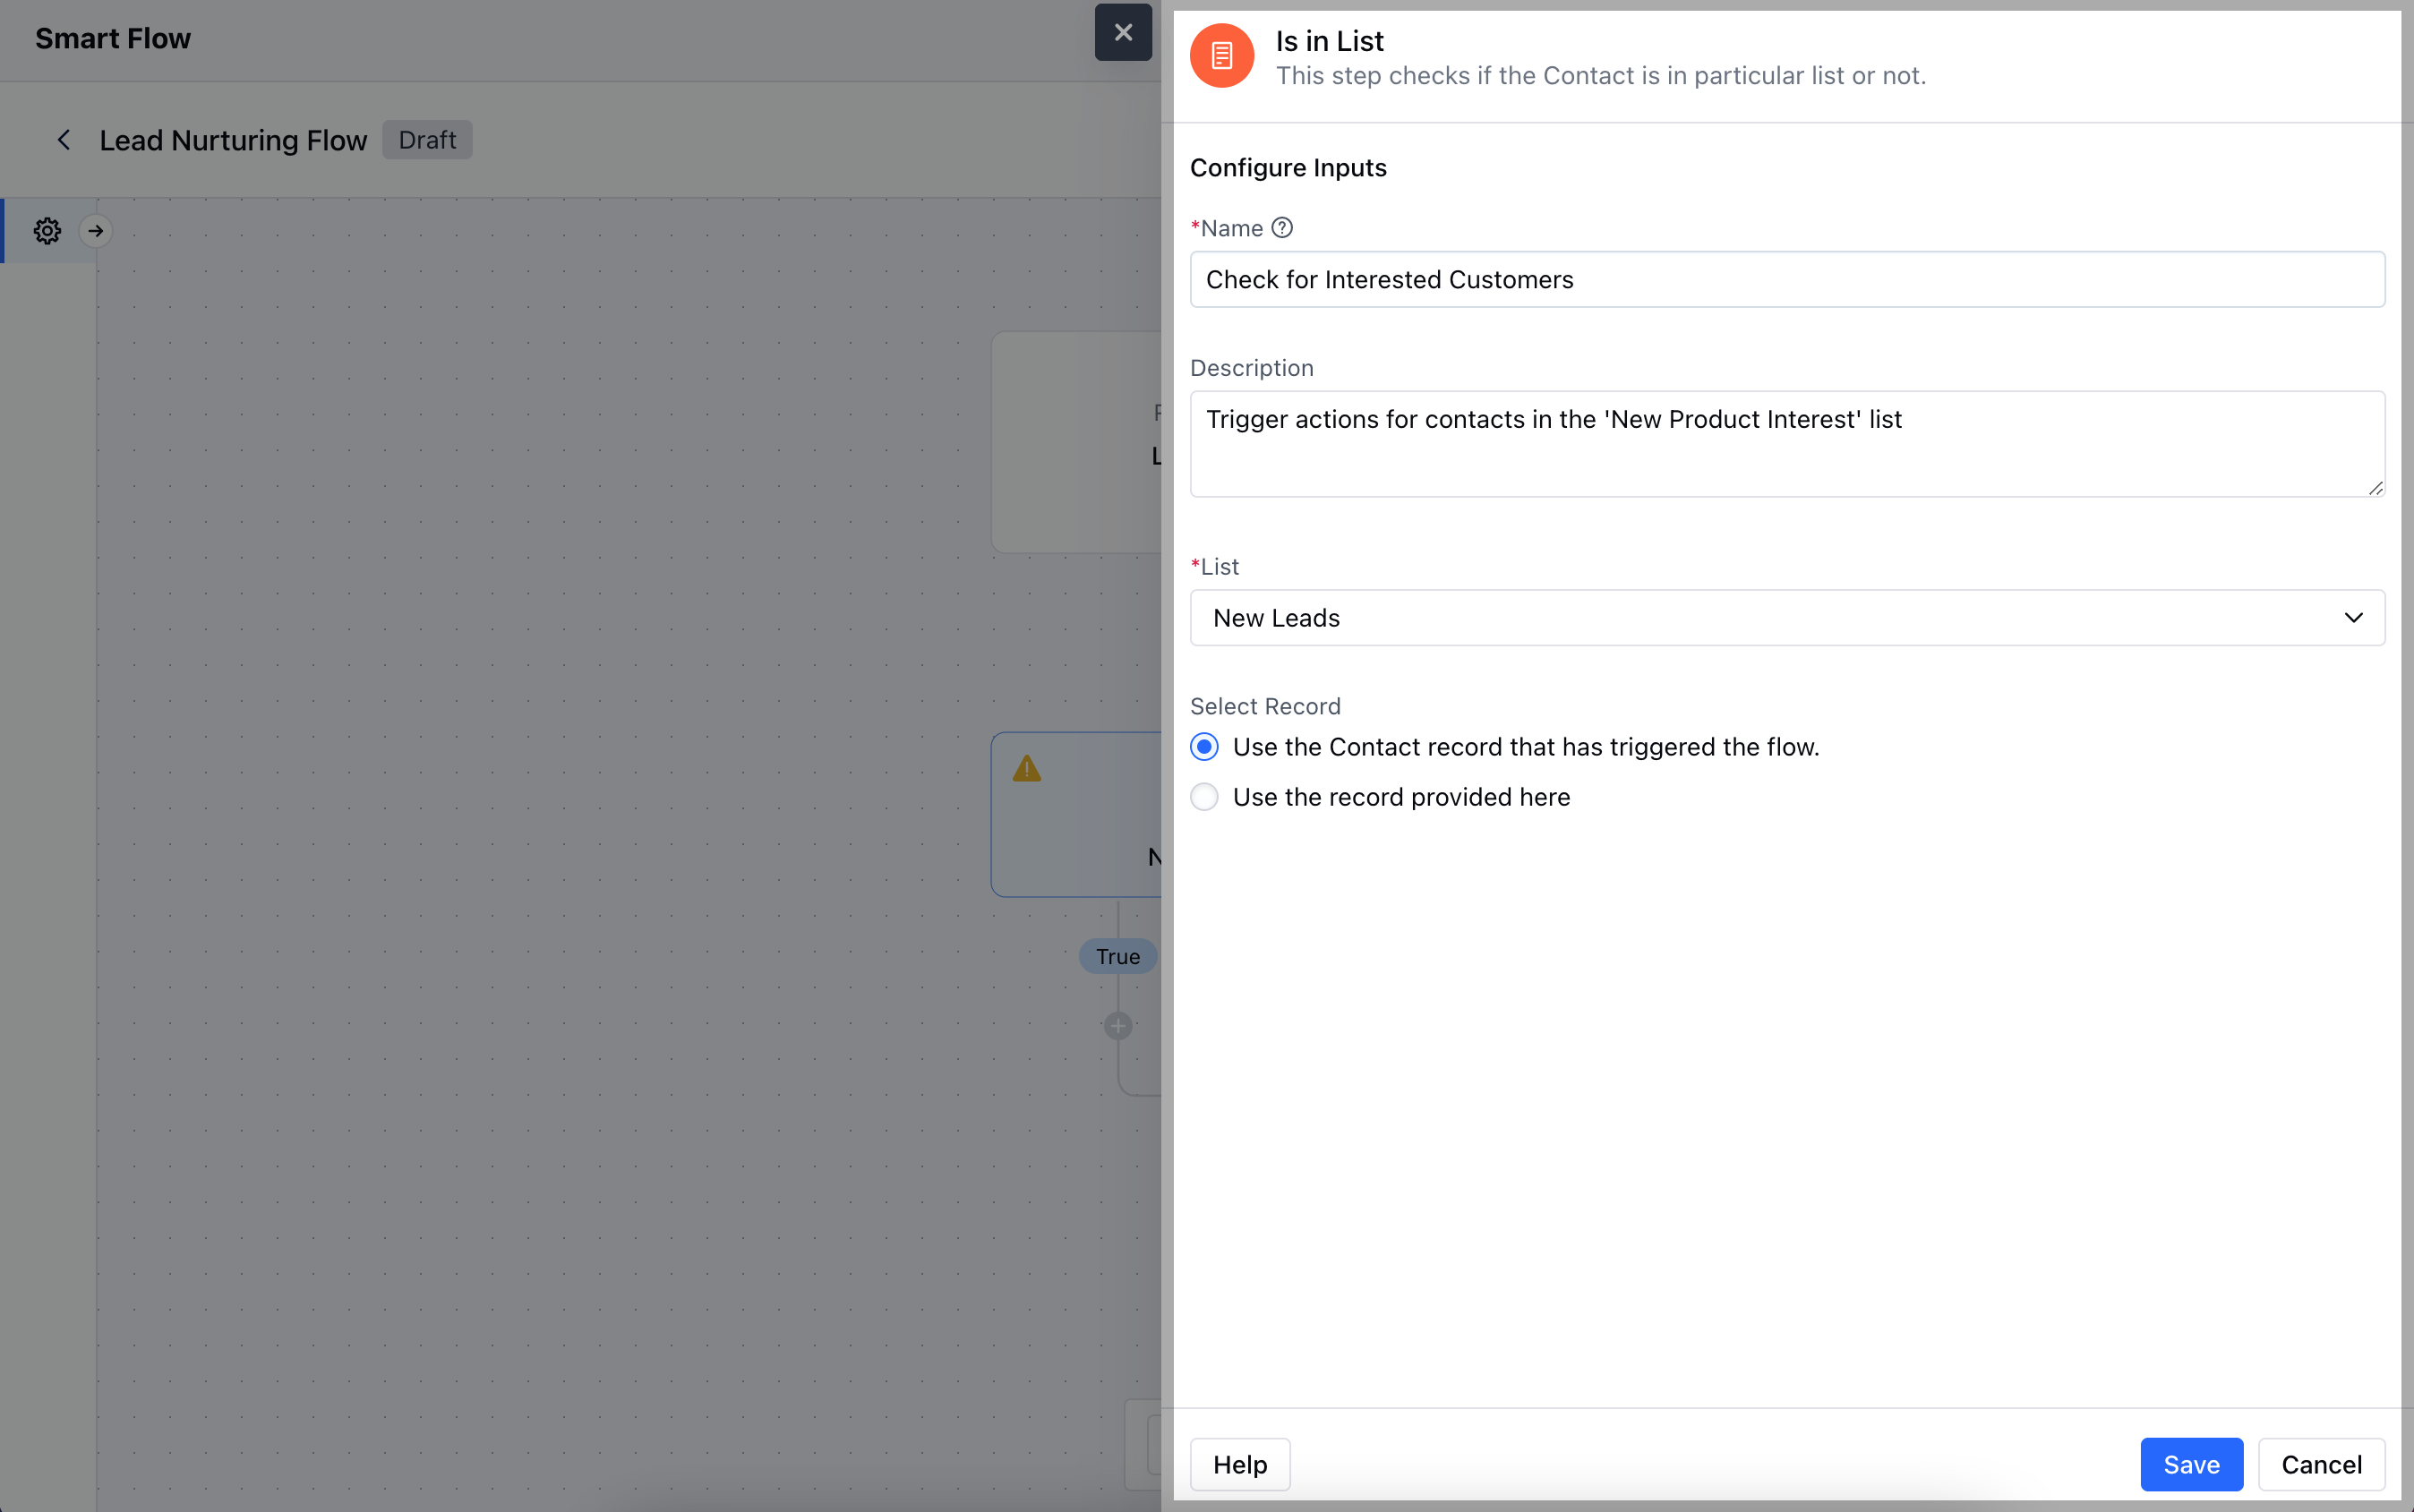 Smart Flow
Lead Nurturing Flow
Draft
True
Is in List
This step checks if the Contact is in particular list or not.
Configure Inputs
*Name
Check for Interested Customers
Description
Trigger actions for contacts in the 'New Product Interest' list
*List
New Leads
Select Record
Use the Contact record that has triggered the flow.
Use the record provided here
Help
Save
Cancel